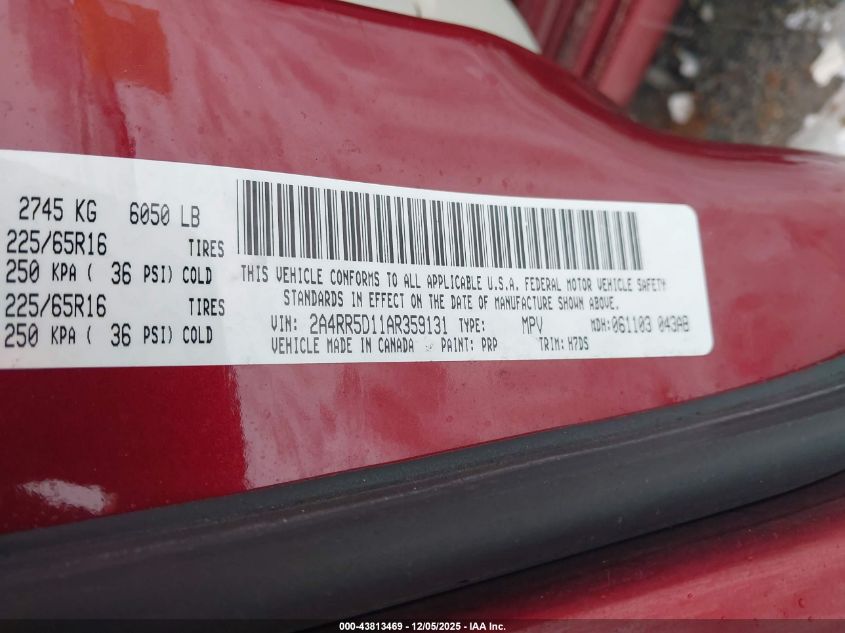 2745 KG 6050 LB
225/65R16 TIRES
250 KPA ( 36 PSI) COLD
225/65R16 TIRES
250 KPA ( 36 PSI) COLD
THIS VEHICLE CONFORMS TO ALL APPLICABLE U.S.A. FEDERAL MOTOR VEHICLE SAFETY
STANDARDS IN EFFECT ON THE DATE OF MANUFACTURE SHOWN ABOVE.
VIN: 2A4RR5D11AR359131 TYPE: MPV MDH: 061103 043AB
VEHICLE MADE IN CANADA PAINT: PRP TRIM: H7DS
000-43813469 • 12/05/2025 - IAA Inc.